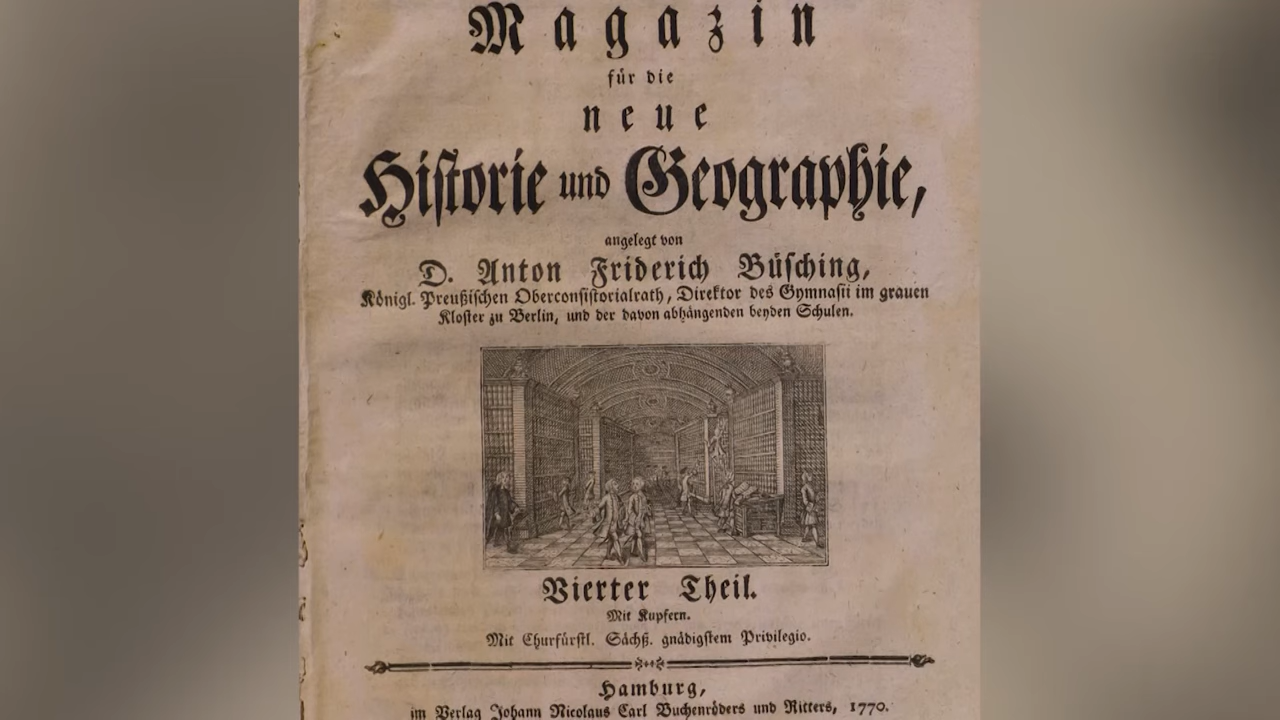 Magazin
für die
neue
Historie und Geographie,
angelegt von
D. Anton Friderich Büsching,
Königl. Preußischen Oberconsistorialrath, Direktor des Gymnasii im grauen
Kloster zu Berlin, und der davon abhängenden beyden Schulen.
Vierter Theil.
Mit Kupfern.
Mit Churfürstl. Sächß. gnädigstem Privilegio.
Hamburg,
im Verlag Johann Nicolaus Carl Buchenröders und Ritters, 1770.